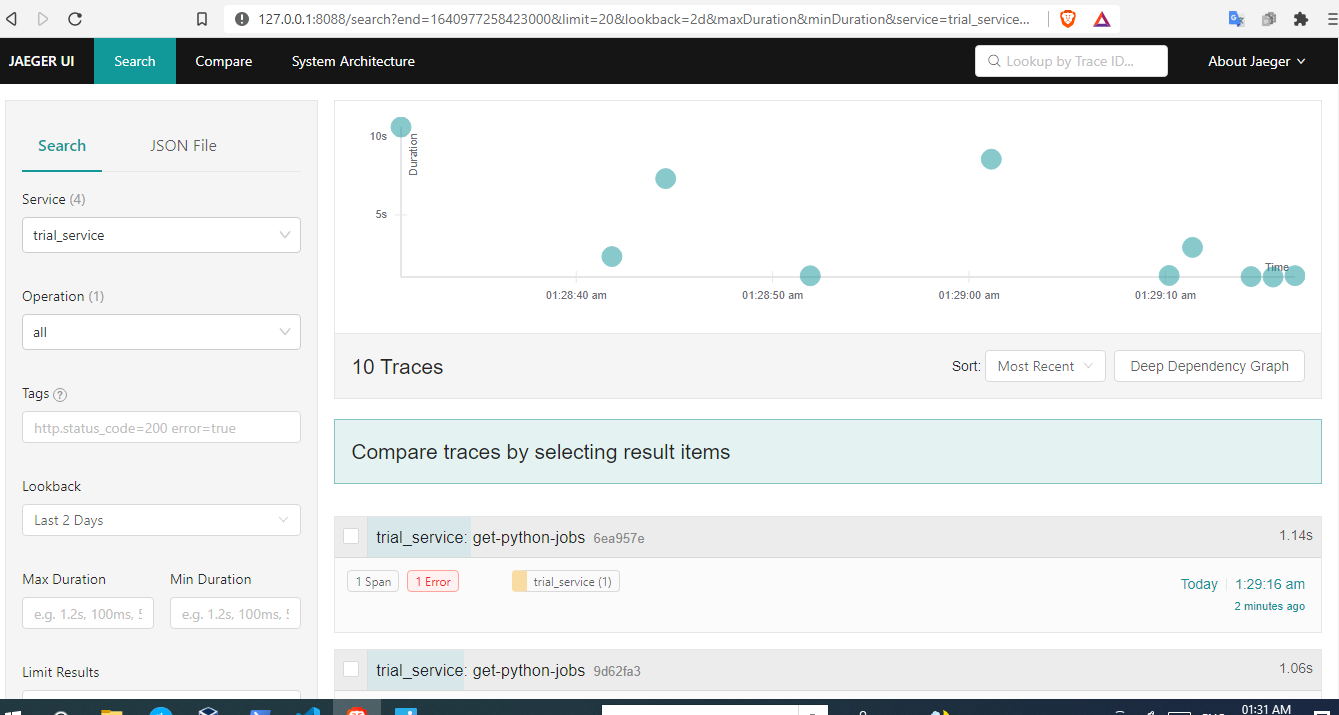 127.0.0.1:8088/search?end=1640977258423000&limit=20&lookback=2d&maxDuration&minDuration&service=trial_service...
JAEGER UI Search Compare System Architecture Lookup by Trace ID... About Jaeger
Search JSON File
Service (4)
trial_service
Operation (1)
all
Tags ?
http.status_code=200 error=true
Lookback
Last 2 Days
Max Duration Min Duration
e.g. 1.2s, 100ms, e.g. 1.2s, 100ms,
Limit Results
Duration
10s
5s
Time
01:28:40 am 01:28:50 am 01:29:00 am 01:29:10 am
10 Traces Sort: Most Recent Deep Dependency Graph
Compare traces by selecting result items
trial_service: get-python-jobs 6ea957e 1.14s
1 Span 1 Error trial_service (1) Today 1:29:16 am
2 minutes ago
trial_service: get-python-jobs 9d62fa3 1.06s
01:31 AM